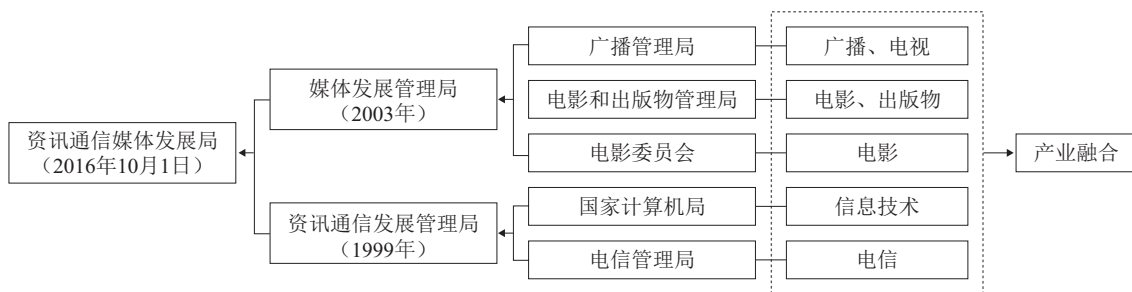 资讯通信媒体发展局
（2016年10月1日）
媒体发展管理局
（2003年）
资讯通信发展管理局
（1999年）
广播管理局
电影和出版物管理局
电影委员会
国家计算机局
电信管理局
广播、电视
电影、出版物
电影
信息技术
电信
产业融合